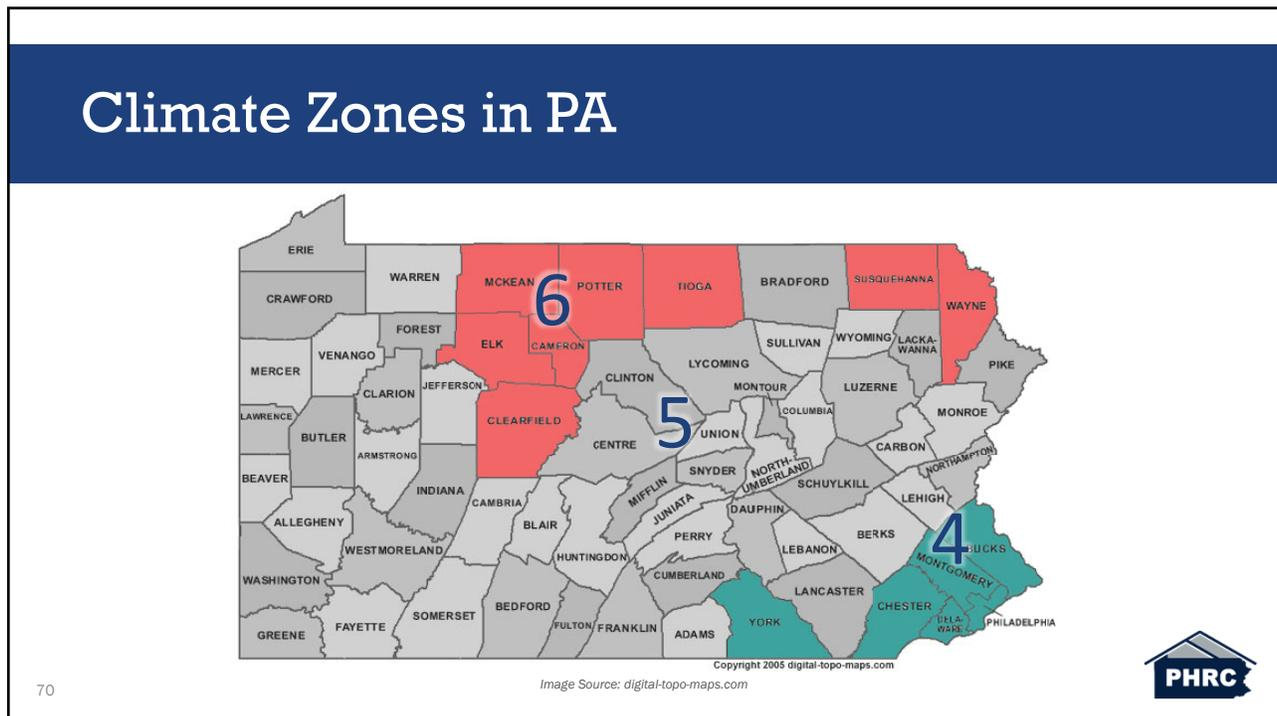 Climate Zones in PA
ERIE
WARREN
MCKEAN
6
POTTER
TIOGA
BRADFORD
SUSQUEHANNA
WAYNE
CRAWFORD
FOREST
ELK
CAMERON
SULLIVAN
WYOMING
LACKA-
WANNA
PIKE
MERCER
VENANGO
CLARION
JEFFERSON
CLINTON
LYCOMING
MONTOUR
COLUMBIA
LUZERNE
MONROE
LAWRENCE
BUTLER
ARMSTRONG
CLEARFIELD
CENTRE
5
UNION
CARBON
NORTHAMPTON
BEAVER
INDIANA
SNYDER
NORTH-
UMBERLAND
SCHUYLKILL
LEHIGH
ALLEGHENY
CAMBRIA
BLAIR
MIFFLIN
JUNIATA
DAUPHIN
4
BUCKS
WESTMORELAND
HUNTINGDON
PERRY
LEBANON
BERKS
MONTGOMERY
WASHINGTON
CUMBERLAND
LANCASTER
CHESTER
DELA-
WARE
PHILADELPHIA
GREENE
FAYETTE
SOMERSET
BEDFORD
FULTON
FRANKLIN
ADAMS
YORK
Copyright 2005 digital-topo-maps.com
Image Source: digital-topo-maps.com
70
PHRC